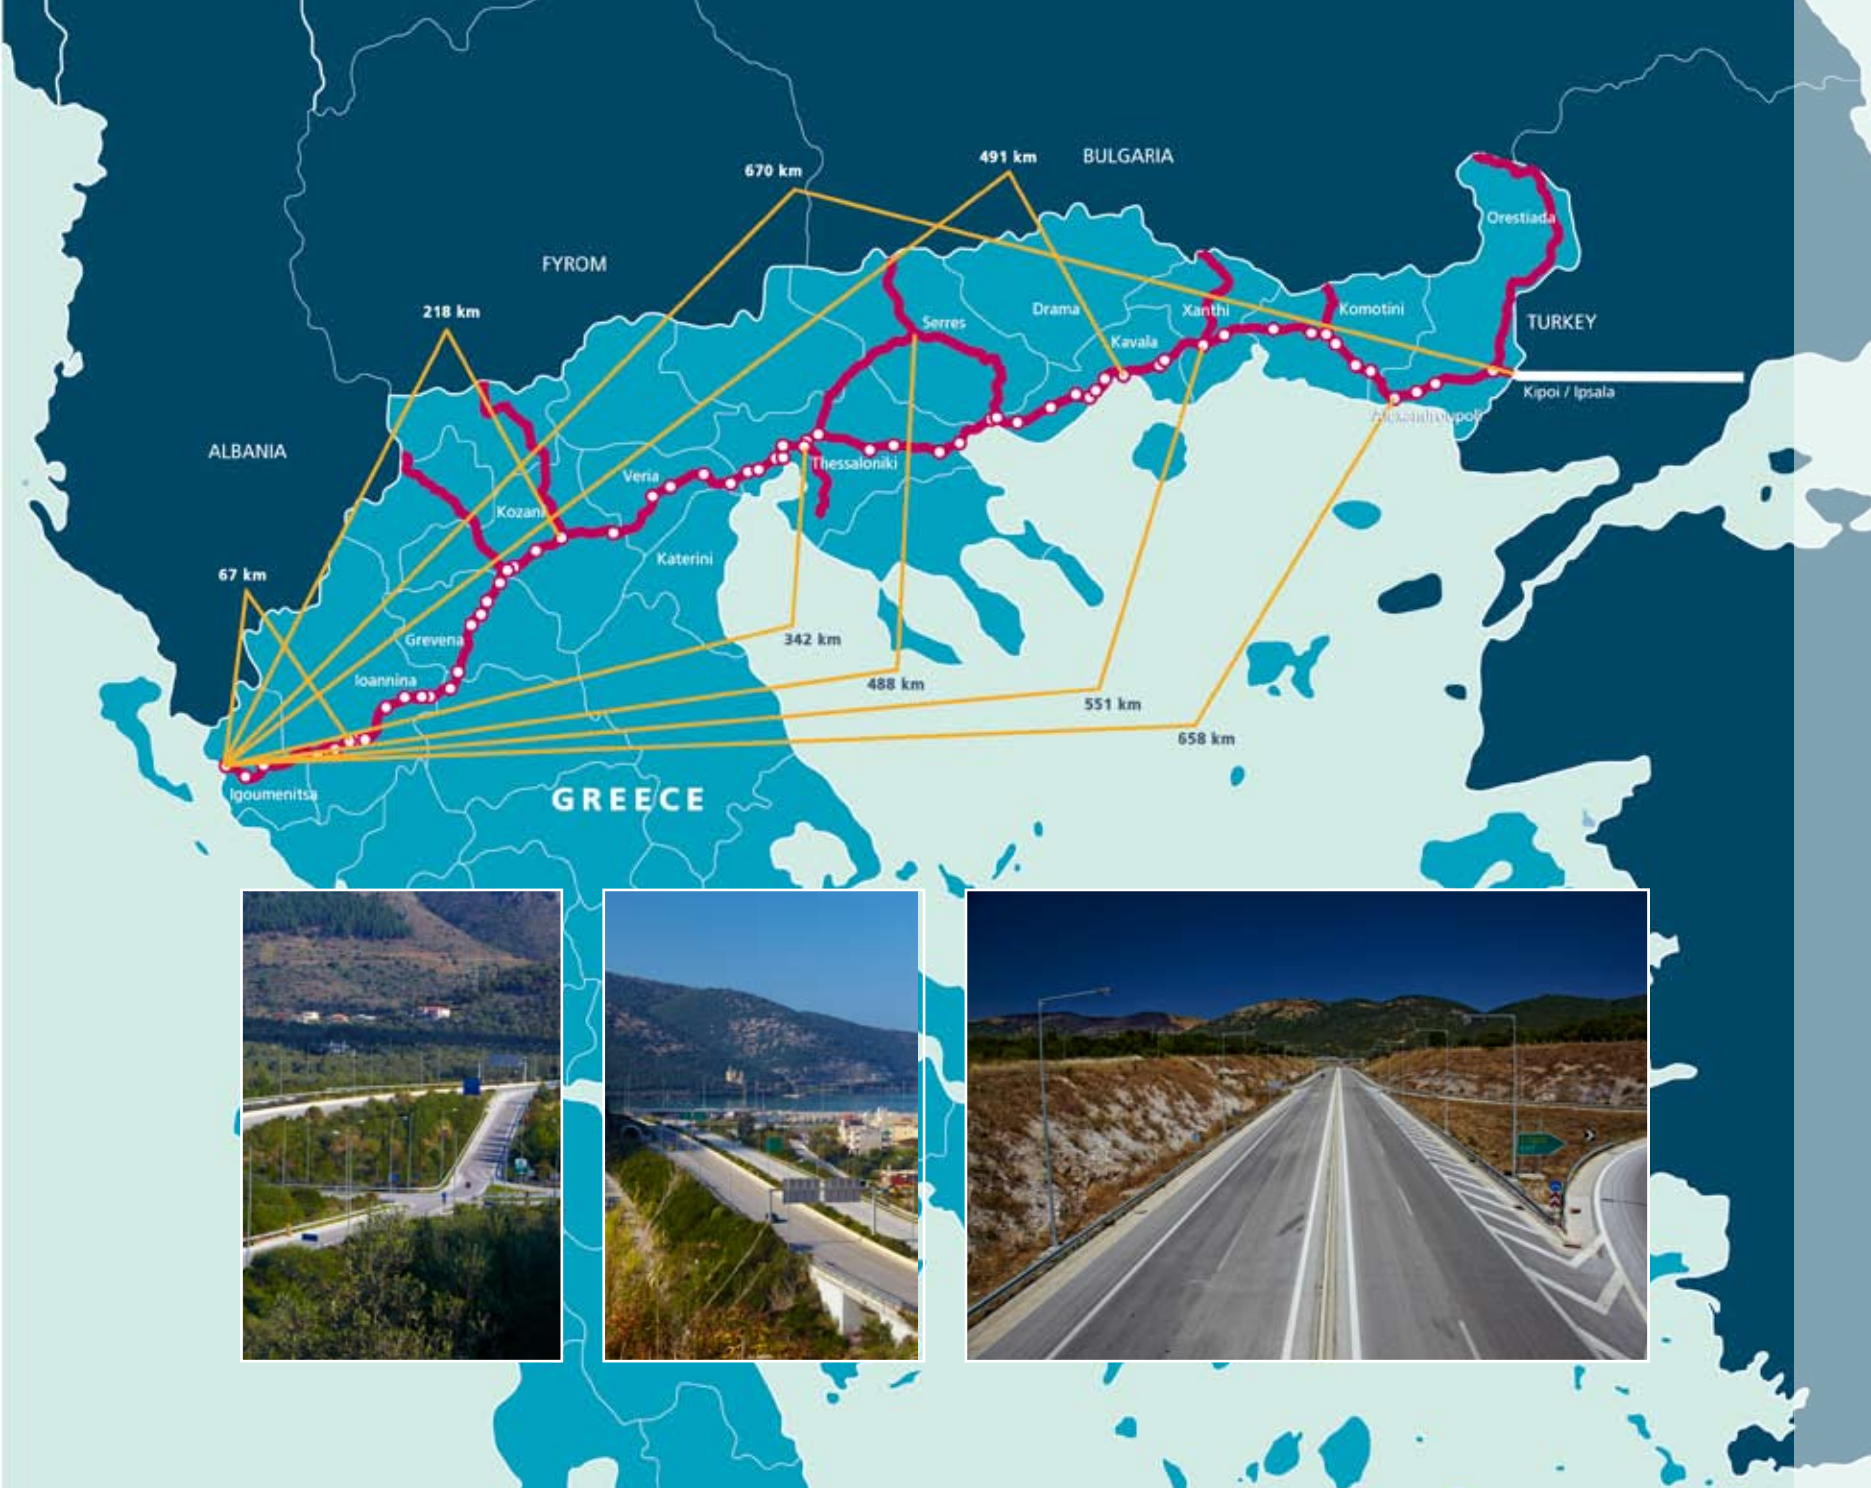 491 km
BULGARIA
670 km
Orestiada
FYROM
218 km
Drama
Xanthi
Komotini
Serres
TURKEY
Kavala
Kipoi / Ipsala
Alexandroupoli
ALBANIA
Thessaloniki
Veria
Kozani
Katerini
67 km
342 km
Grevena
Ioannina
488 km
551 km
658 km
Igoumenitsa
GREECE